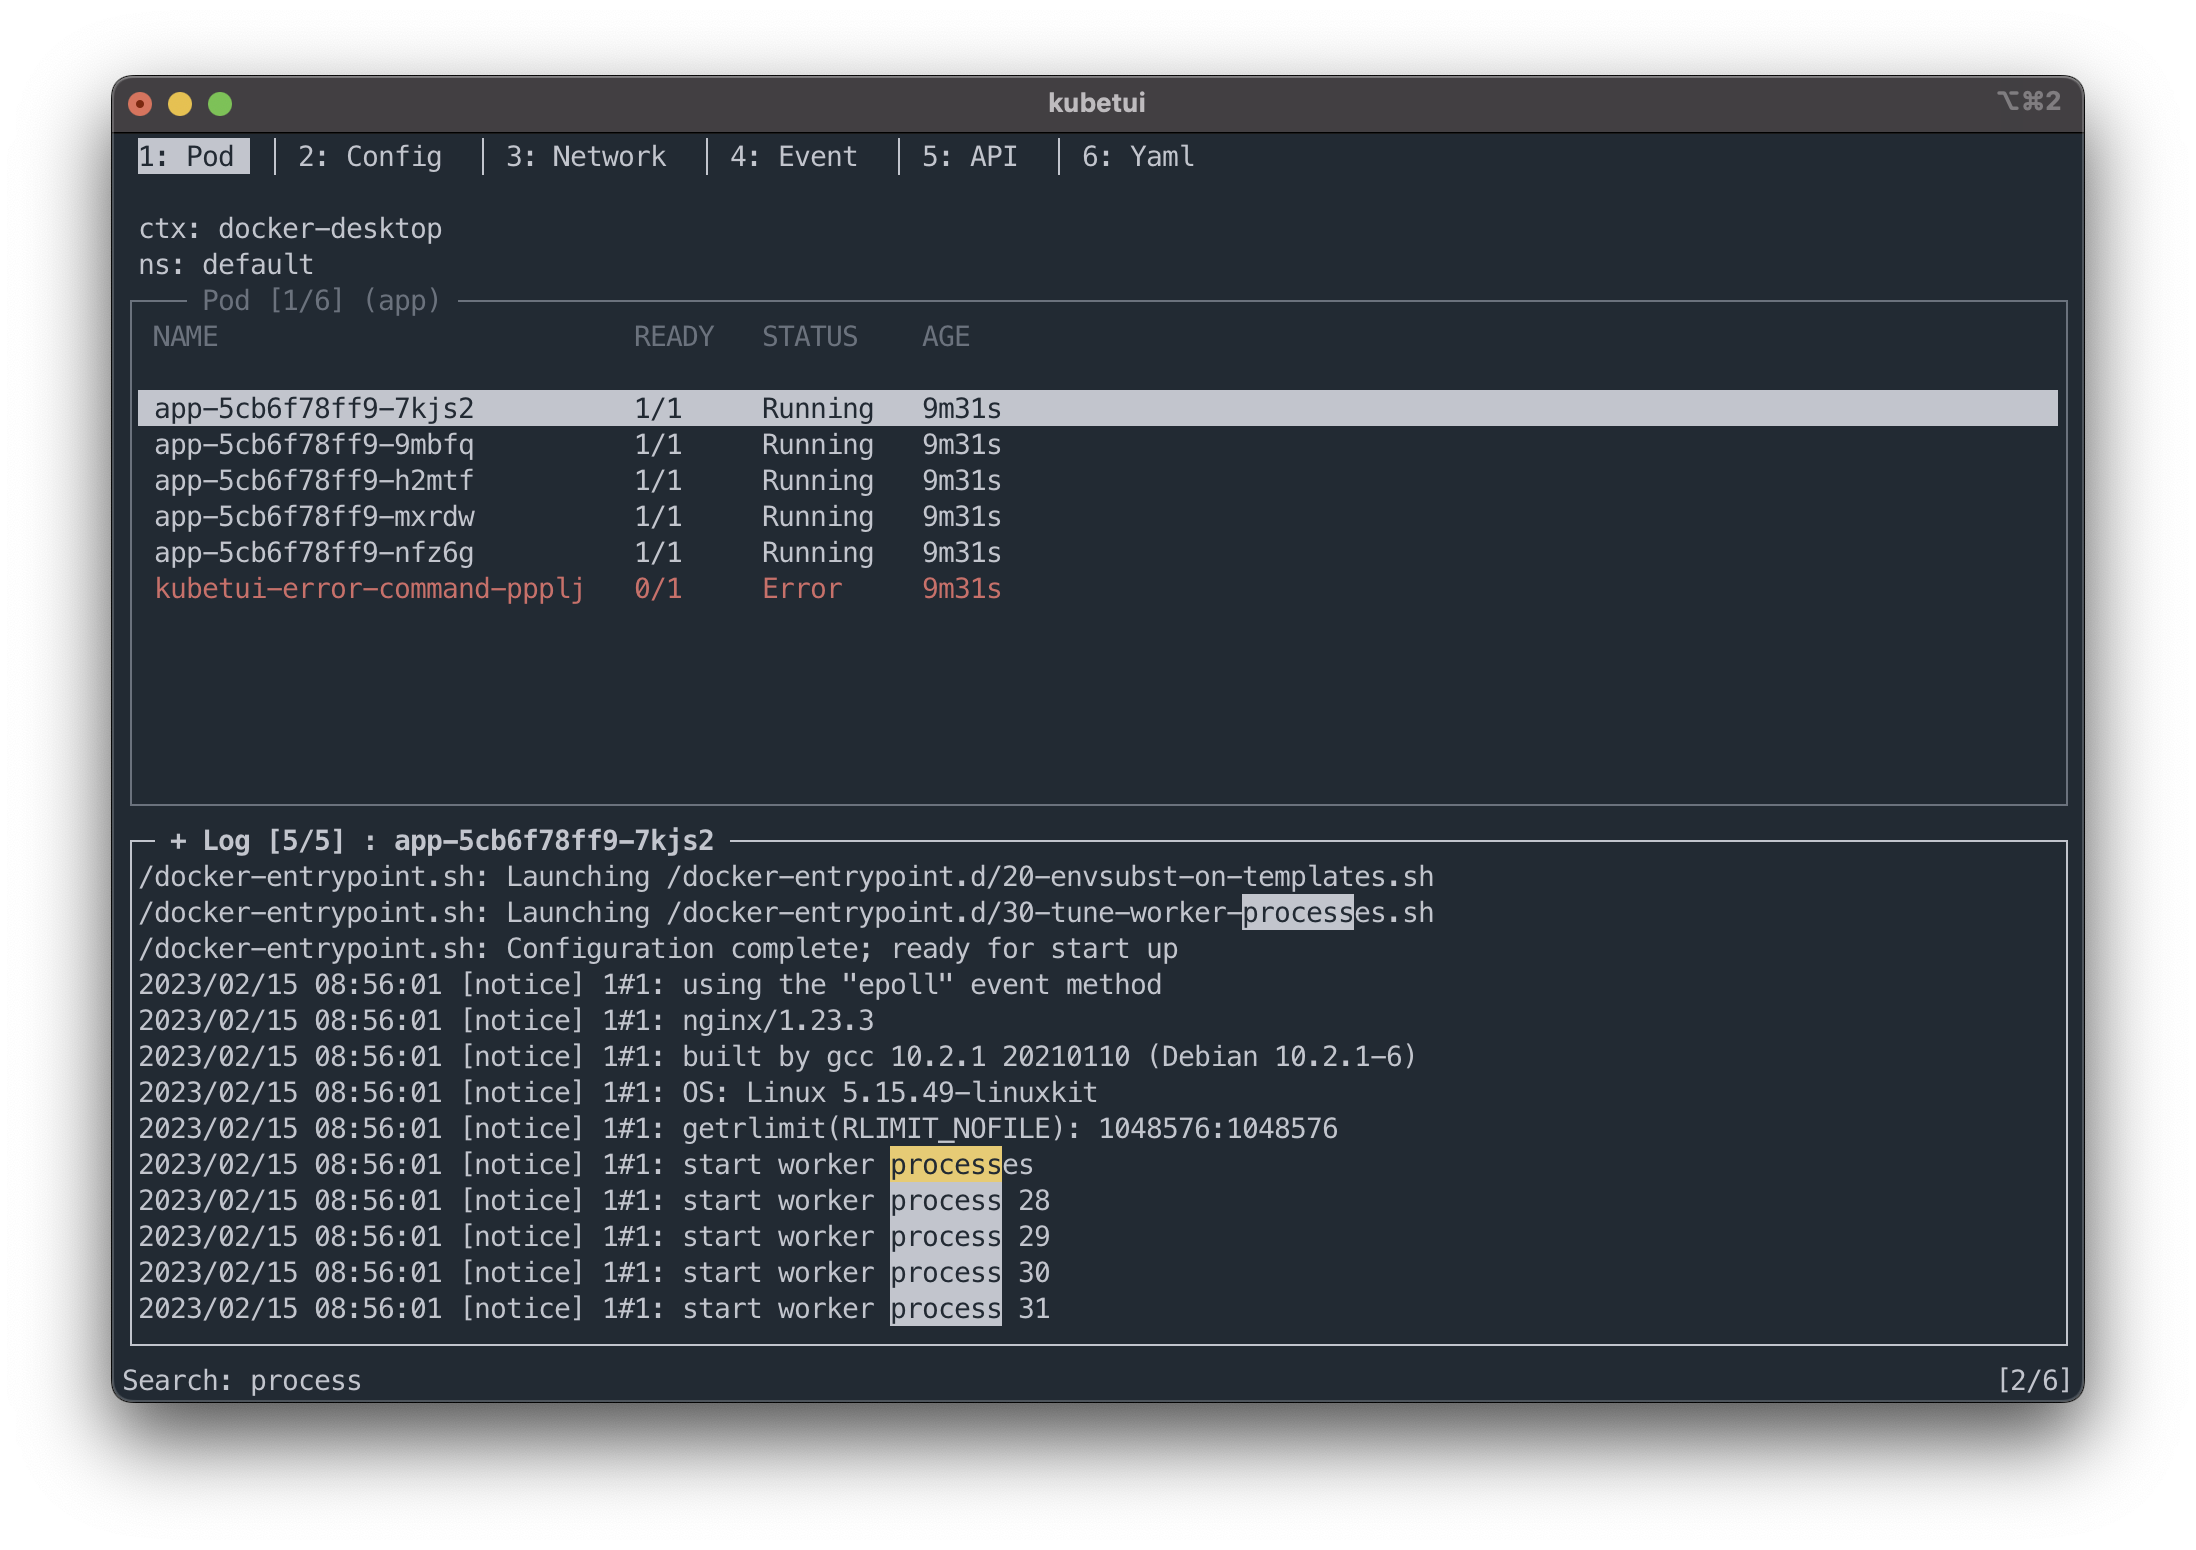 kubetui ⌥⌘2
1: Pod │ 2: Config │ 3: Network │ 4: Event │ 5: API │ 6: Yaml
ctx: docker-desktop
ns: default
Pod [1/6] (app)
NAME READY STATUS AGE
app-5cb6f78ff9-7kjs2 1/1 Running 9m31s
app-5cb6f78ff9-9mbfq 1/1 Running 9m31s
app-5cb6f78ff9-h2mtf 1/1 Running 9m31s
app-5cb6f78ff9-mxrdw 1/1 Running 9m31s
app-5cb6f78ff9-nfz6g 1/1 Running 9m31s
kubetui-error-command-ppplj 0/1 Error 9m31s
+ Log [5/5] : app-5cb6f78ff9-7kjs2
/docker-entrypoint.sh: Launching /docker-entrypoint.d/20-envsubst-on-templates.sh
/docker-entrypoint.sh: Launching /docker-entrypoint.d/30-tune-worker-processes.sh
/docker-entrypoint.sh: Configuration complete; ready for start up
2023/02/15 08:56:01 [notice] 1#1: using the "epoll" event method
2023/02/15 08:56:01 [notice] 1#1: nginx/1.23.3
2023/02/15 08:56:01 [notice] 1#1: built by gcc 10.2.1 20210110 (Debian 10.2.1-6)
2023/02/15 08:56:01 [notice] 1#1: OS: Linux 5.15.49-linuxkit
2023/02/15 08:56:01 [notice] 1#1: getrlimit(RLIMIT_NOFILE): 1048576:1048576
2023/02/15 08:56:01 [notice] 1#1: start worker processes
2023/02/15 08:56:01 [notice] 1#1: start worker process 28
2023/02/15 08:56:01 [notice] 1#1: start worker process 29
2023/02/15 08:56:01 [notice] 1#1: start worker process 30
2023/02/15 08:56:01 [notice] 1#1: start worker process 31
Search: process [2/6]